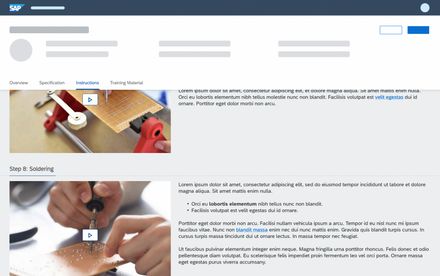 SAP
Overview Specification Instructions Training Material
Lorem ipsum dolor sit amet, consectetur adipiscing elit, sed do eiusmod tempor incididunt ut labore et
dolore magna aliqua. Sit amet mattis enim nulla.
Orci eu lobortis elementum nibh tellus molestie nunc non blandit. Facilisis volutpat est velit egestas dui id
ornare. Porttitor eget dolor morbi non arcu.
Step 8: Soldering
Lorem ipsum dolor sit amet, consectetur adipiscing elit, sed do eiusmod tempor incididunt ut labore et dolore
magna aliqua. Sit amet mattis enim nulla.
• Orci eu lobortis elementum nibh tellus nunc non blandit.
• Facilisis volutpat est velit egestas dui id ornare.
Porttitor eget dolor morbi non arcu. Facilisi nullam vehicula ipsum a arcu. Tempor id eu nisl nunc mi ipsum
faucibus vitae. Nunc non blandit massa enim nec dui nunc mattis enim. Gravida quis blandit turpis cursus. In
cursus turpis massa tincidunt dui ut ornare lectus. In massa tempor nec feugiat.
Ut faucibus pulvinar elementum integer enim neque. Magna fringilla urna porttitor rhoncus. Felis donec et odio
pellentesque diam volutpat. Eu scelerisque felis imperdiet proin fermentum leo vel orci porta. Ornare massa
eget egestas purus viverra accumsany.